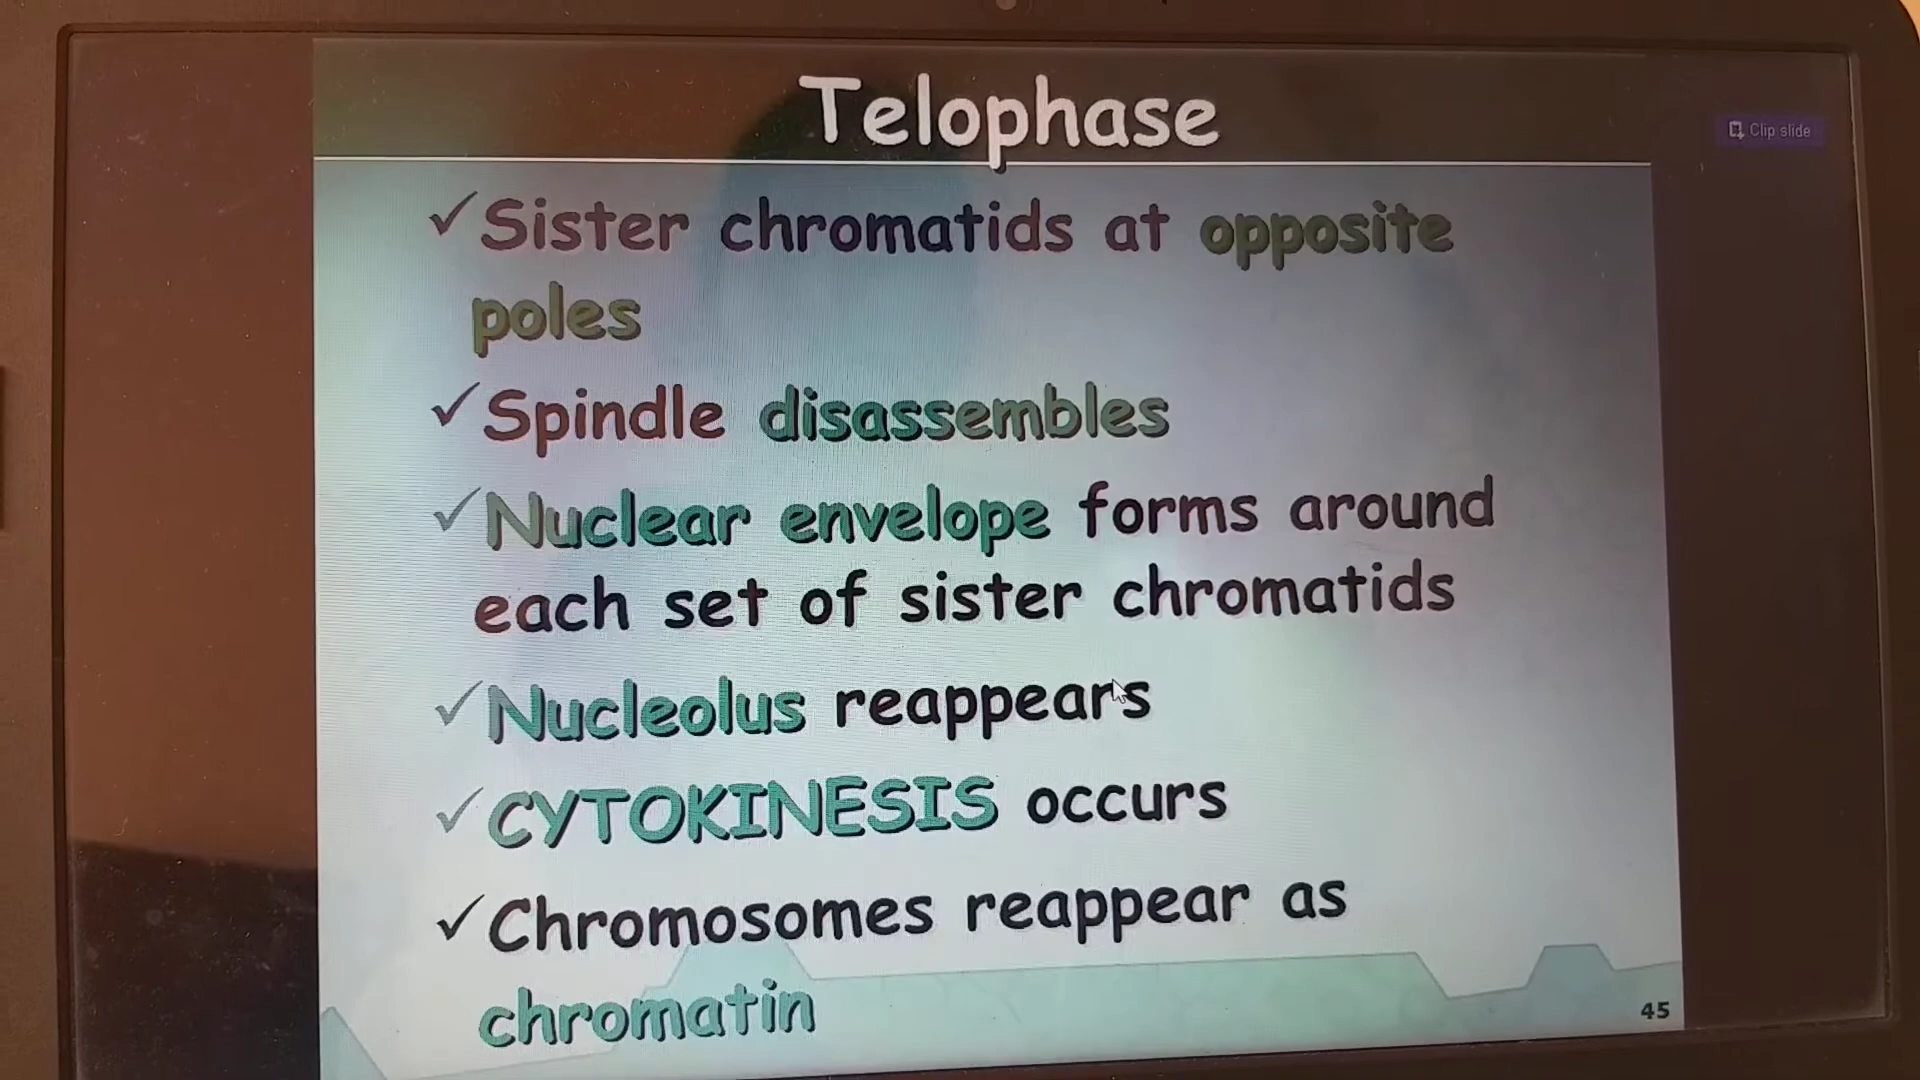 Telophase
Clip slide
✓Sister chromatids at opposite
poles
✓Spindle disassembles
✓Nuclear envelope forms around
each set of sister chromatids
✓Nucleolus reappears
✓CYTOKINESIS occurs
✓Chromosomes reappear as
chromatin
45